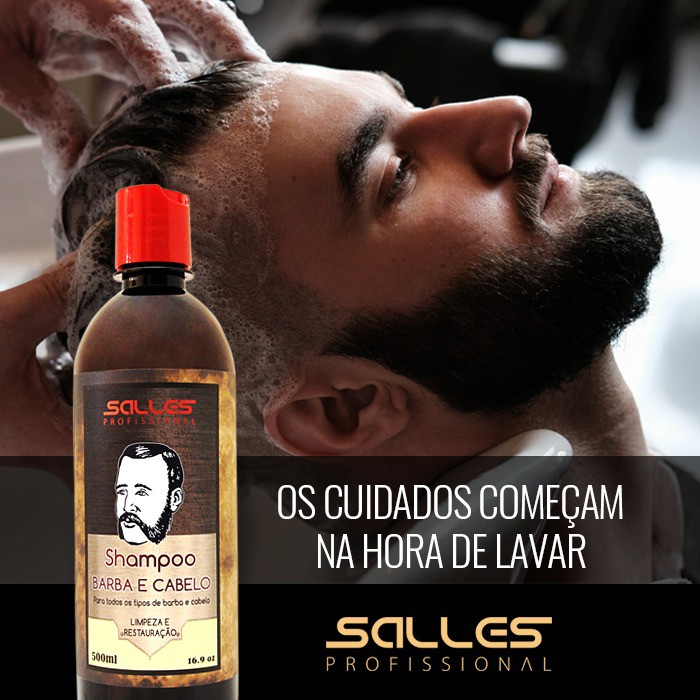 SALLES
PROFISSIONAL
Shampoo
BARBA E CABELO
Para todos os tipos de barba e cabelo
LIMPEZA E
RESTAURAÇÃO
500ml 16.9 oz
OS CUIDADOS COMEÇAM
NA HORA DE LAVAR
SALLES
PROFISSIONAL